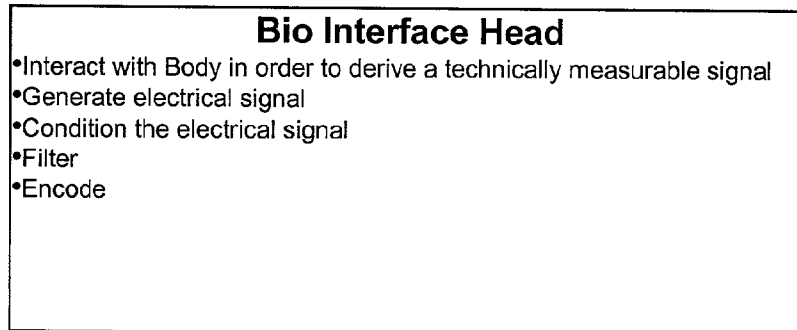 Bio Interface Head
•Interact with Body in order to derive a technically measurable signal
•Generate electrical signal
•Condition the electrical signal
•Filter
•Encode